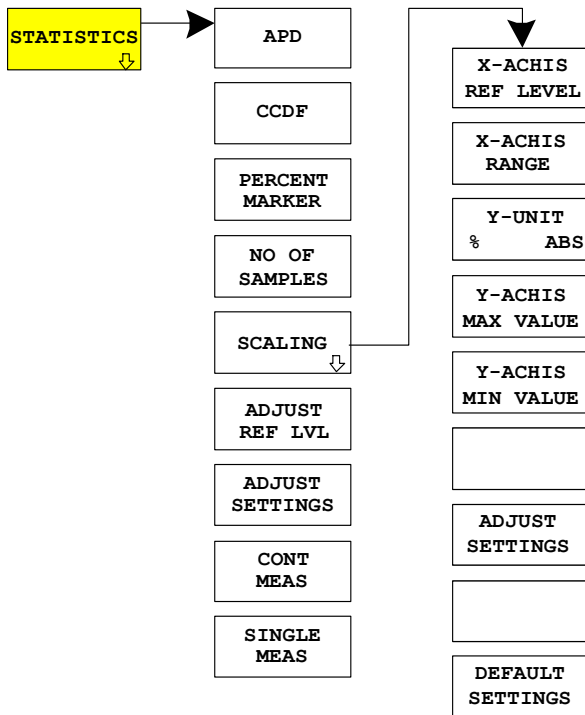 STATISTICS
APD
CCDF
PERCENT
MARKER
NO OF
SAMPLES
SCALING
ADJUST
REF LVL
ADJUST
SETTINGS
CONT
MEAS
SINGLE
MEAS
X-ACHIS
REF LEVEL
X-ACHIS
RANGE
Y-UNIT
% ABS
Y-ACHIS
MAX VALUE
Y-ACHIS
MIN VALUE
ADJUST
SETTINGS
DEFAULT
SETTINGS